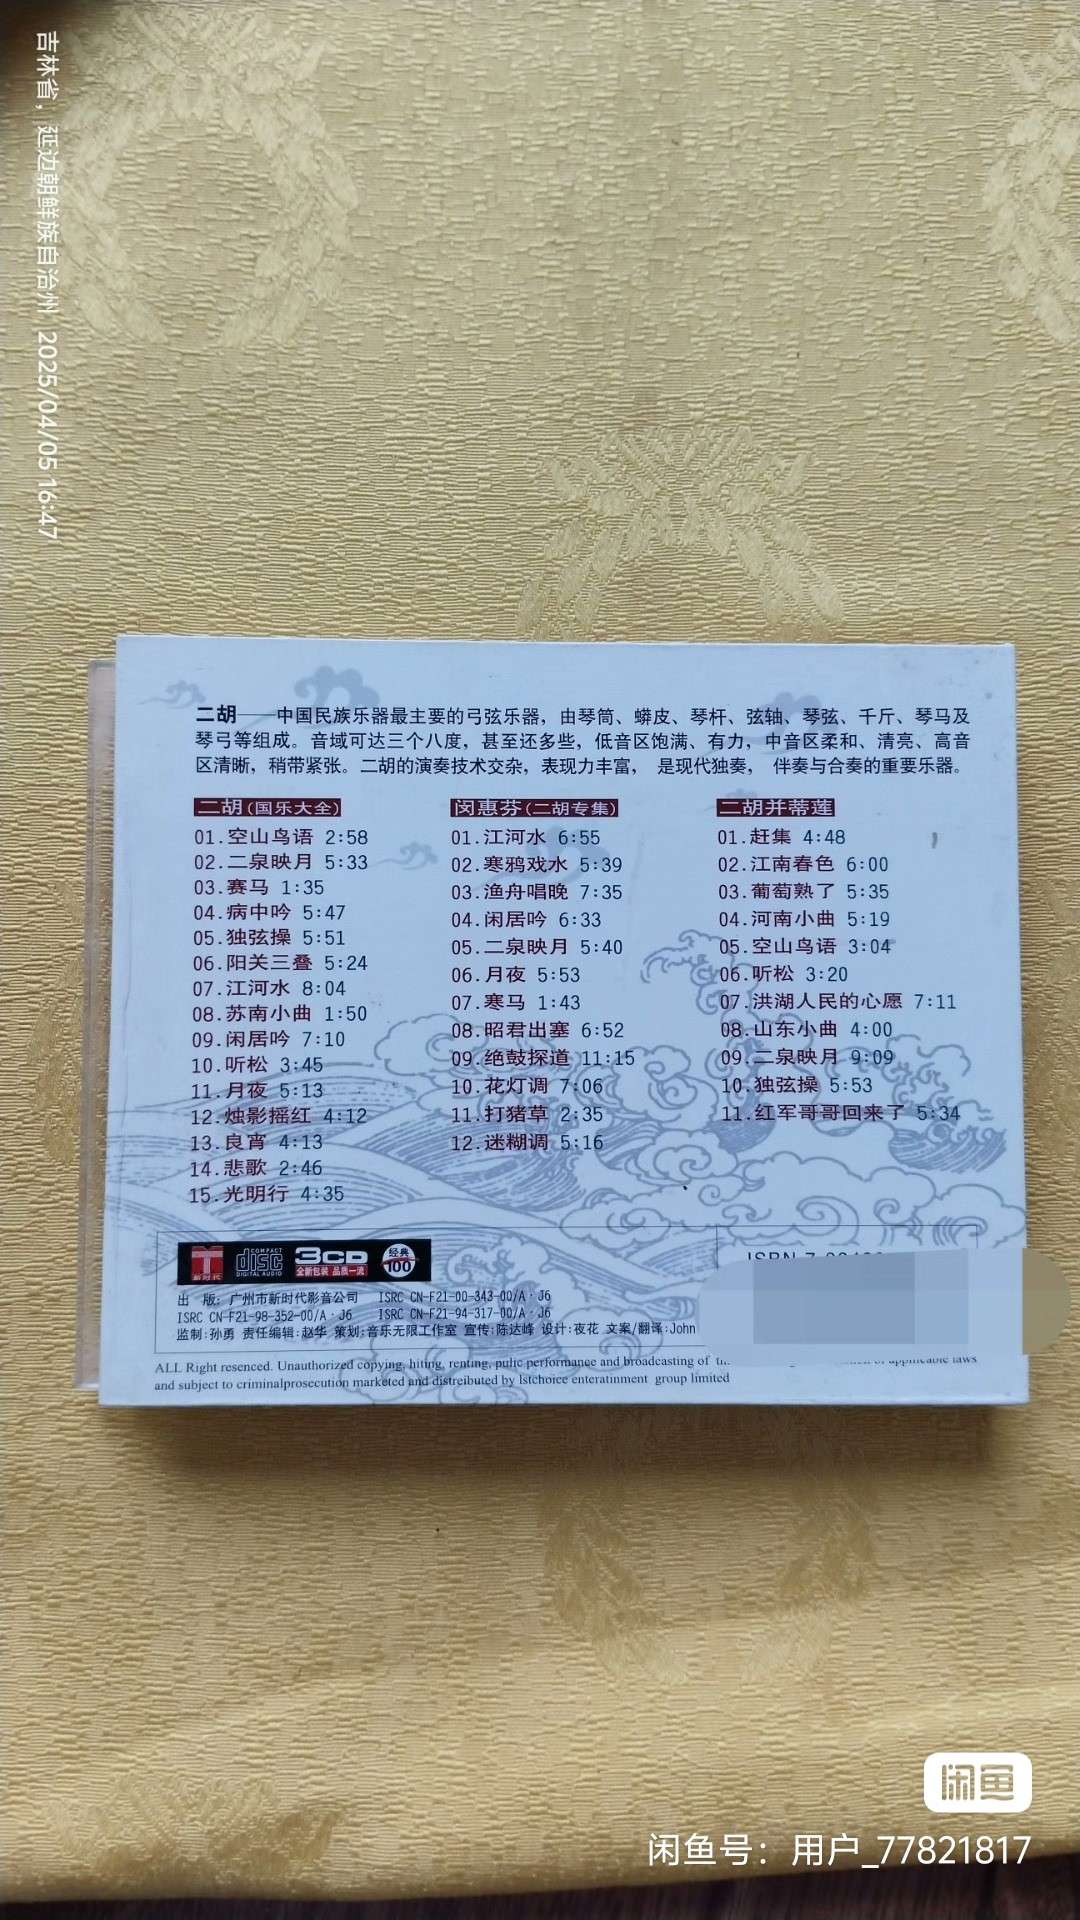 吉林省，延边朝鲜族自治州 2025/04/05 16:47
二胡——中国民族乐器最主要的弓弦乐器，由琴筒、蟒皮、琴杆、弦轴、琴弦、千斤、琴马及
琴弓等组成。音域可达三个八度，甚至还多些，低音区饱满、有力，中音区柔和、清亮、高音
区清晰，稍带紧张。二胡的演奏技术交杂，表现力丰富， 是现代独奏， 伴奏与合奏的重要乐器。
二胡(国乐大全)
01.空山鸟语 2:58
02.二泉映月 5:33
03.赛马 1:35
04.病中吟 5:47
05.独弦操 5:51
06.阳关三叠 5:24
07.江河水 8:04
08.苏南小曲 1:50
09.闲居吟 7:10
10.听松 3:45
11.月夜 5:13
12.烛影摇红 4:12
13.良宵 4:13
14.悲歌 2:46
15.光明行 4:35
闵惠芬(二胡专集)
01.江河水 6:55
02.寒鸦戏水 5:39
03.渔舟唱晚 7:35
04.闲居吟 6:33
05.二泉映月 5:40
06.月夜 5:53
07.寒马 1:43
08.昭君出塞 6:52
09.绝鼓探道 11:15
10.花灯调 7:06
11.打猪草 2:35
12.迷糊调 5:16
二胡并蒂莲
01.赶集 4:48
02.江南春色 6:00
03.葡萄熟了 5:35
04.河南小曲 5:19
05.空山鸟语 3:04
06.听松 3:20
07.洪湖人民的心愿 7:11
08.山东小曲 4:00
09.二泉映月 9:09
10.独弦操 5:53
11.红军哥哥回来了 5:34
新时代
COMPACT disc DIGITAL AUDIO
3CD
全新包装 品质一流
经典 100
出 版: 广州市新时代影音公司 ISRC CN-F21-00-343-00/A·J6
ISRC CN-F21-98-352-00/A·J6 ISRC CN-F21-94-317-00/A·J6
监制:孙勇 责任编辑:赵华 策划:音乐无限工作室 宣传:陈达峰 设计:夜花 文案/翻译:John
ISBN 7
ALL Right resenced. Unauthorized copying, hiting, renting, pulic performance and broadcasting of applicable laws
and subject to criminalprosecution marketed and distreibuted by lstchoice enteratinment group limited
闲鱼
闲鱼号：用户_77821817